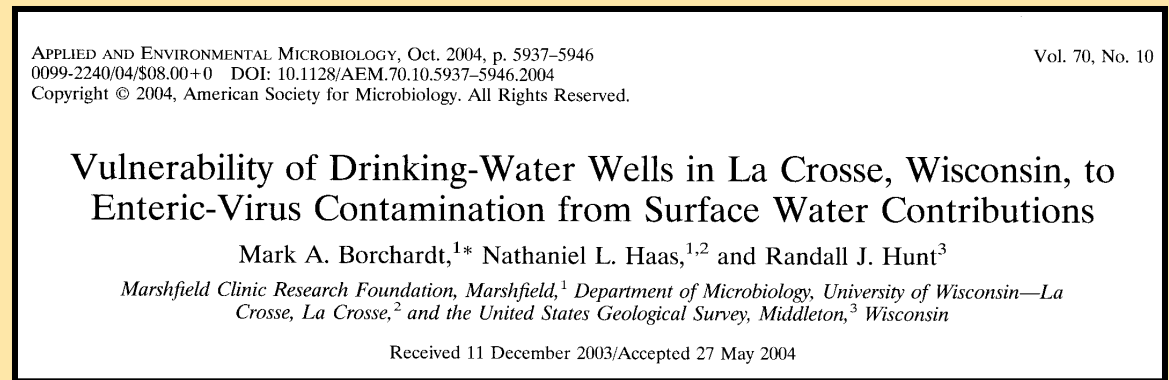 APPLIED AND ENVIRONMENTAL MICROBIOLOGY, Oct. 2004, p. 5937–5946 Vol. 70, No. 10
0099-2240/04/$08.00+0 DOI: 10.1128/AEM.70.10.5937–5946.2004
Copyright © 2004, American Society for Microbiology. All Rights Reserved.
Vulnerability of Drinking-Water Wells in La Crosse, Wisconsin, to
Enteric-Virus Contamination from Surface Water Contributions
Mark A. Borchardt,¹* Nathaniel L. Haas,¹,² and Randall J. Hunt³
Marshfield Clinic Research Foundation, Marshfield,¹ Department of Microbiology, University of Wisconsin—La
Crosse, La Crosse,² and the United States Geological Survey, Middleton,³ Wisconsin
Received 11 December 2003/Accepted 27 May 2004